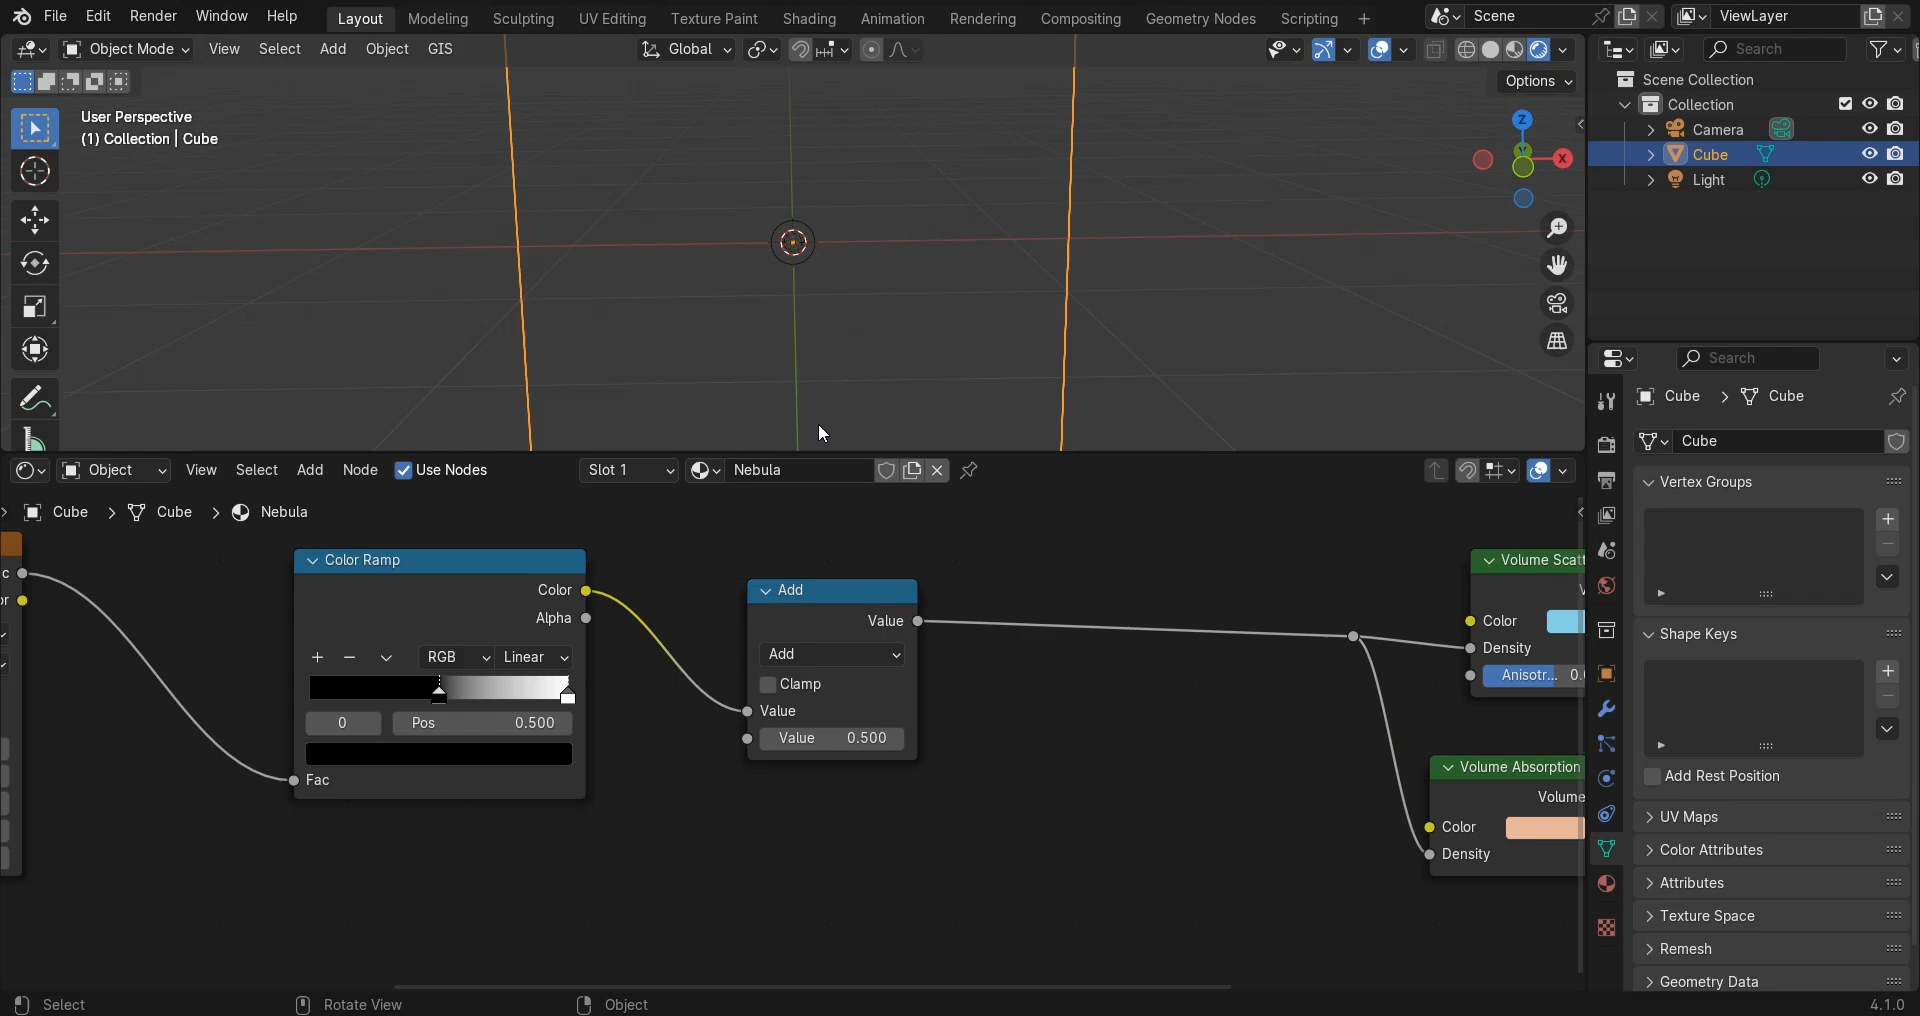 File Edit Render Window Help Layout Modeling Sculpting UV Editing Texture Paint Shading Animation Rendering Compositing Geometry Nodes Scripting + Scene ViewLayer
Object Mode View Select Add Object GIS Global Search
Options
User Perspective
(1) Collection | Cube
Z
X
Scene Collection
Collection
Camera
Cube
Light
Search
Cube > Cube
Cube
Vertex Groups
Shape Keys
Add Rest Position
UV Maps
Color Attributes
Attributes
Texture Space
Remesh
Geometry Data
Object View Select Add Node Use Nodes Slot 1 Nebula
Cube > Cube > Nebula
Color Ramp
Color
Alpha
RGB Linear
0 Pos 0.500
Fac
Add
Value
Add
Clamp
Value
Value 0.500
Volume Scatt
Color
Density
Anisotr... 0.
Volume Absorption
Volume
Color
Density
Select Rotate View Object 4.1.0